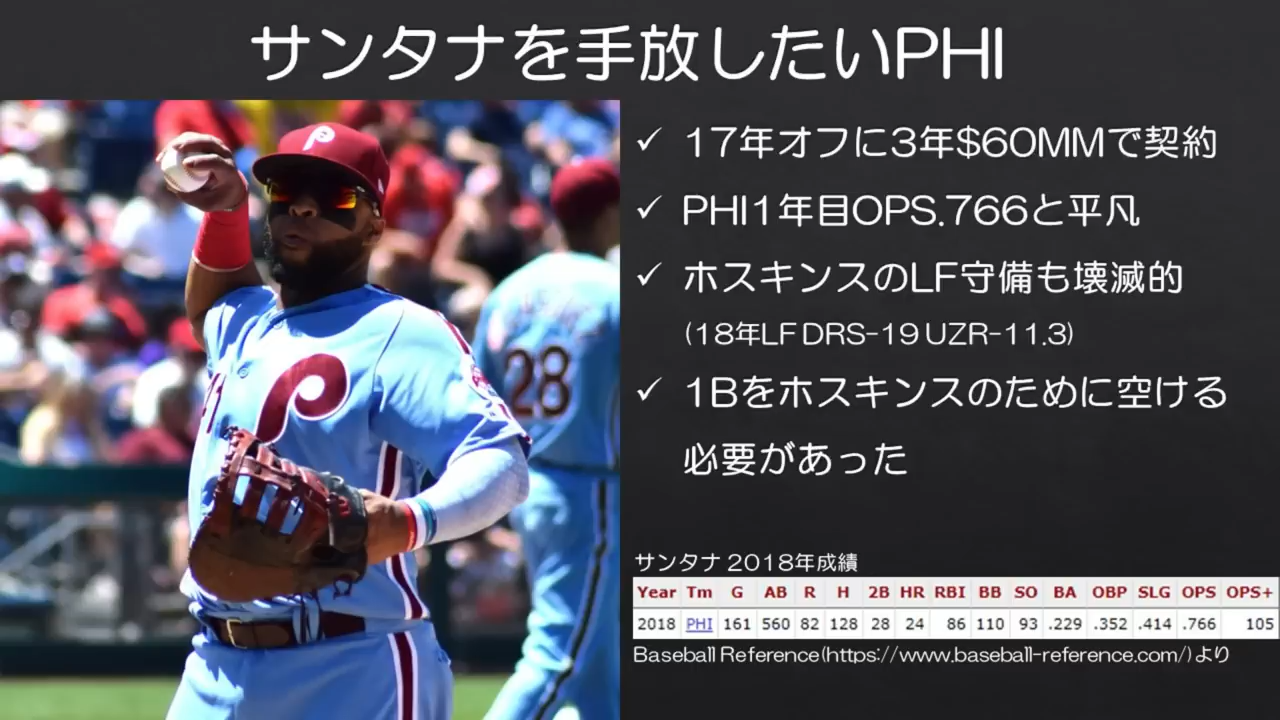 サンタナを手放したいPHI
✓ 17年オフに3年$60MMで契約
✓ PHI1年目OPS.766と平凡
✓ ホスキンスのLF守備も壊滅的
(18年LF DRS-19 UZR-11.3)
✓ 1Bをホスキンスのために空ける
必要があった
P
P
28
サンタナ 2018年成績
Year Tm G AB R H 2B HR RBI BB SO BA OBP SLG OPS OPS+
2018 PHI 161 560 82 128 28 24 86 110 93 .229 .352 .414 .766 105
Baseball Reference(https://www.baseball-reference.com/)より